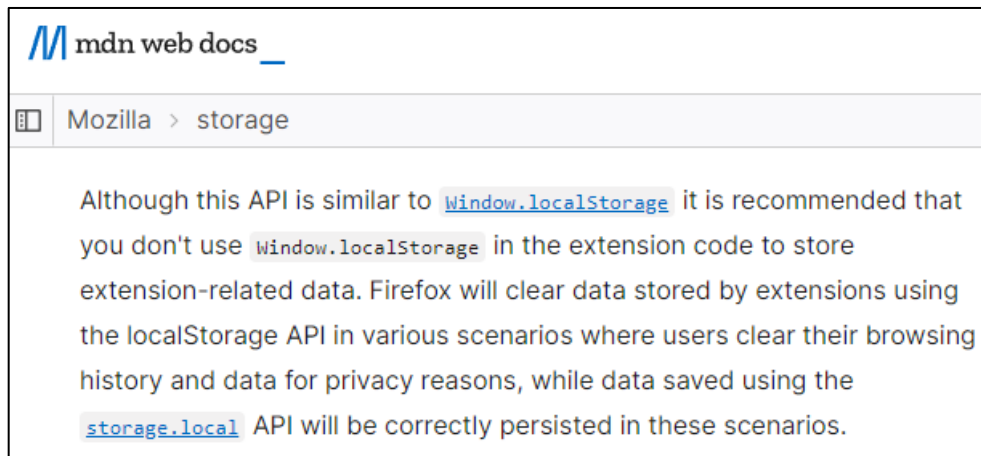 mdn web docs_
Mozilla > storage
Although this API is similar to Window.localStorage it is recommended that
you don't use Window.localStorage in the extension code to store
extension-related data. Firefox will clear data stored by extensions using
the localStorage API in various scenarios where users clear their browsing
history and data for privacy reasons, while data saved using the
storage.local API will be correctly persisted in these scenarios.